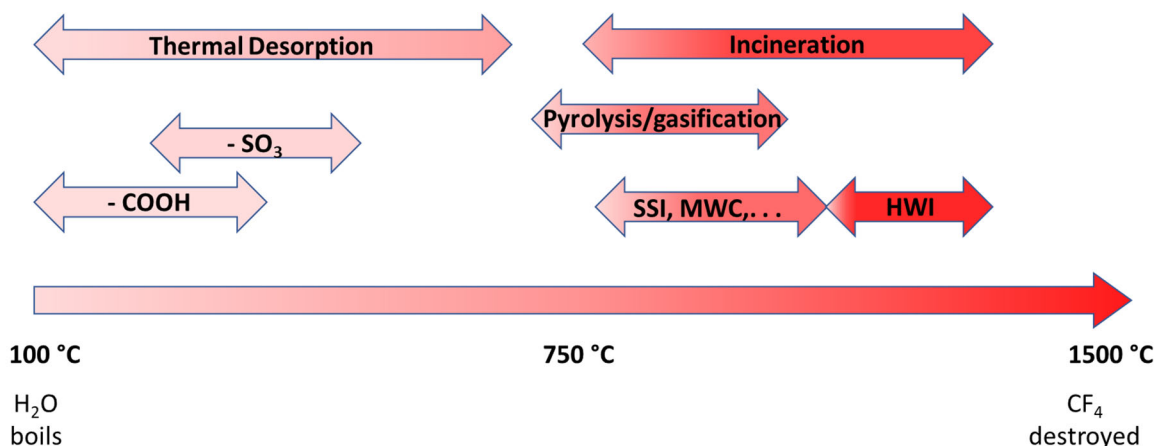 Thermal Desorption
Incineration
Pyrolysis/gasification
- SO₃
- COOH
SSI, MWC,. . .
HWI
100 °C
750 °C
1500 °C
H₂O
boils
CF₄
destroyed